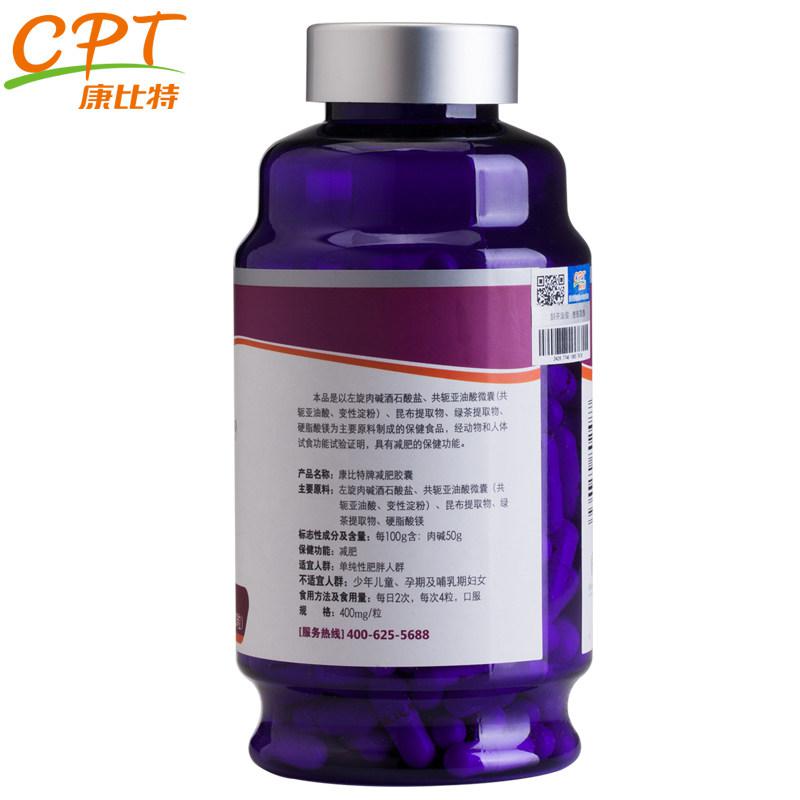 CPT
康比特
本品是以左旋肉碱酒石酸盐、共轭亚油酸微囊(共
轭亚油酸、变性淀粉)、昆布提取物、绿茶提取物、
硬脂酸镁为主要原料制成的保健食品，经动物和人体
试食功能试验证明，具有减肥的保健功能。
产品名称：康比特牌减肥胶囊
主要原料：左旋肉碱酒石酸盐、共轭亚油酸微囊(共
轭亚油酸、变性淀粉)、昆布提取物、绿
茶提取物、硬脂酸镁
标志性成分及含量：每100g含：肉碱50g
保健功能：减肥
适宜人群：单纯性肥胖人群
不适宜人群：少年儿童、孕期及哺乳期妇女
食用方法及食用量：每日2次，每次4粒，口服
规 格：400mg/粒
[服务热线] 400-625-5688